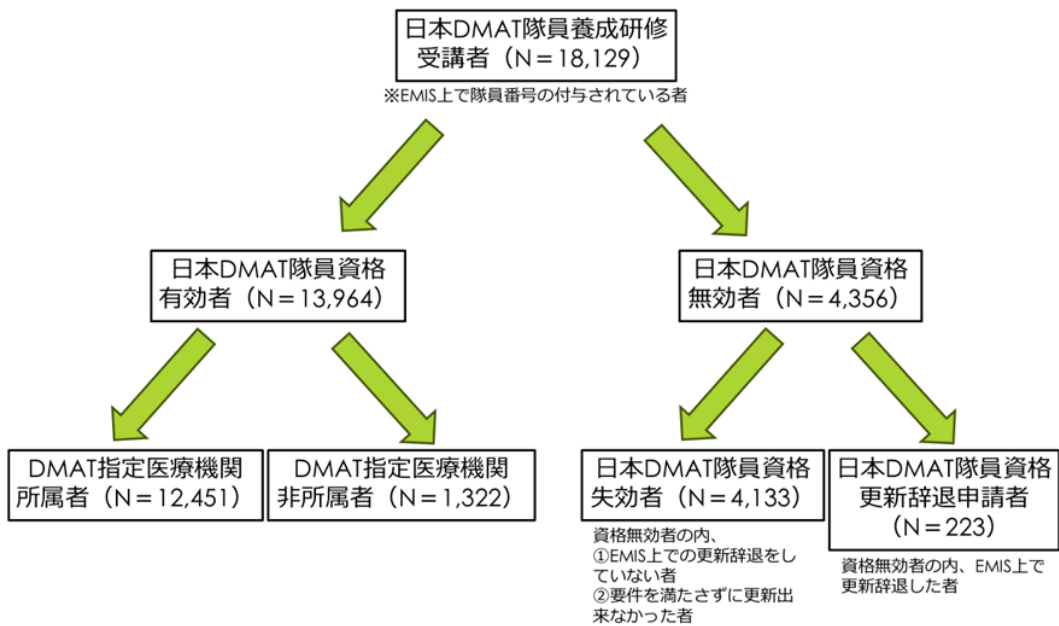 日本DMAT隊員養成研修
受講者（N＝18,129）
※EMIS上で隊員番号の付与されている者
日本DMAT隊員資格
有効者（N＝13,964）
日本DMAT隊員資格
無効者（N＝4,356）
DMAT指定医療機関
所属者（N＝12,451）
DMAT指定医療機関
非所属者（N＝1,322）
日本DMAT隊員資格
失効者（N＝4,133）
資格無効者の内、
①EMIS上での更新辞退をし
ていない者
②要件を満たさずに更新出
来なかった者
日本DMAT隊員資格
更新辞退申請者
（N＝223）
資格無効者の内、EMIS上で
更新辞退した者